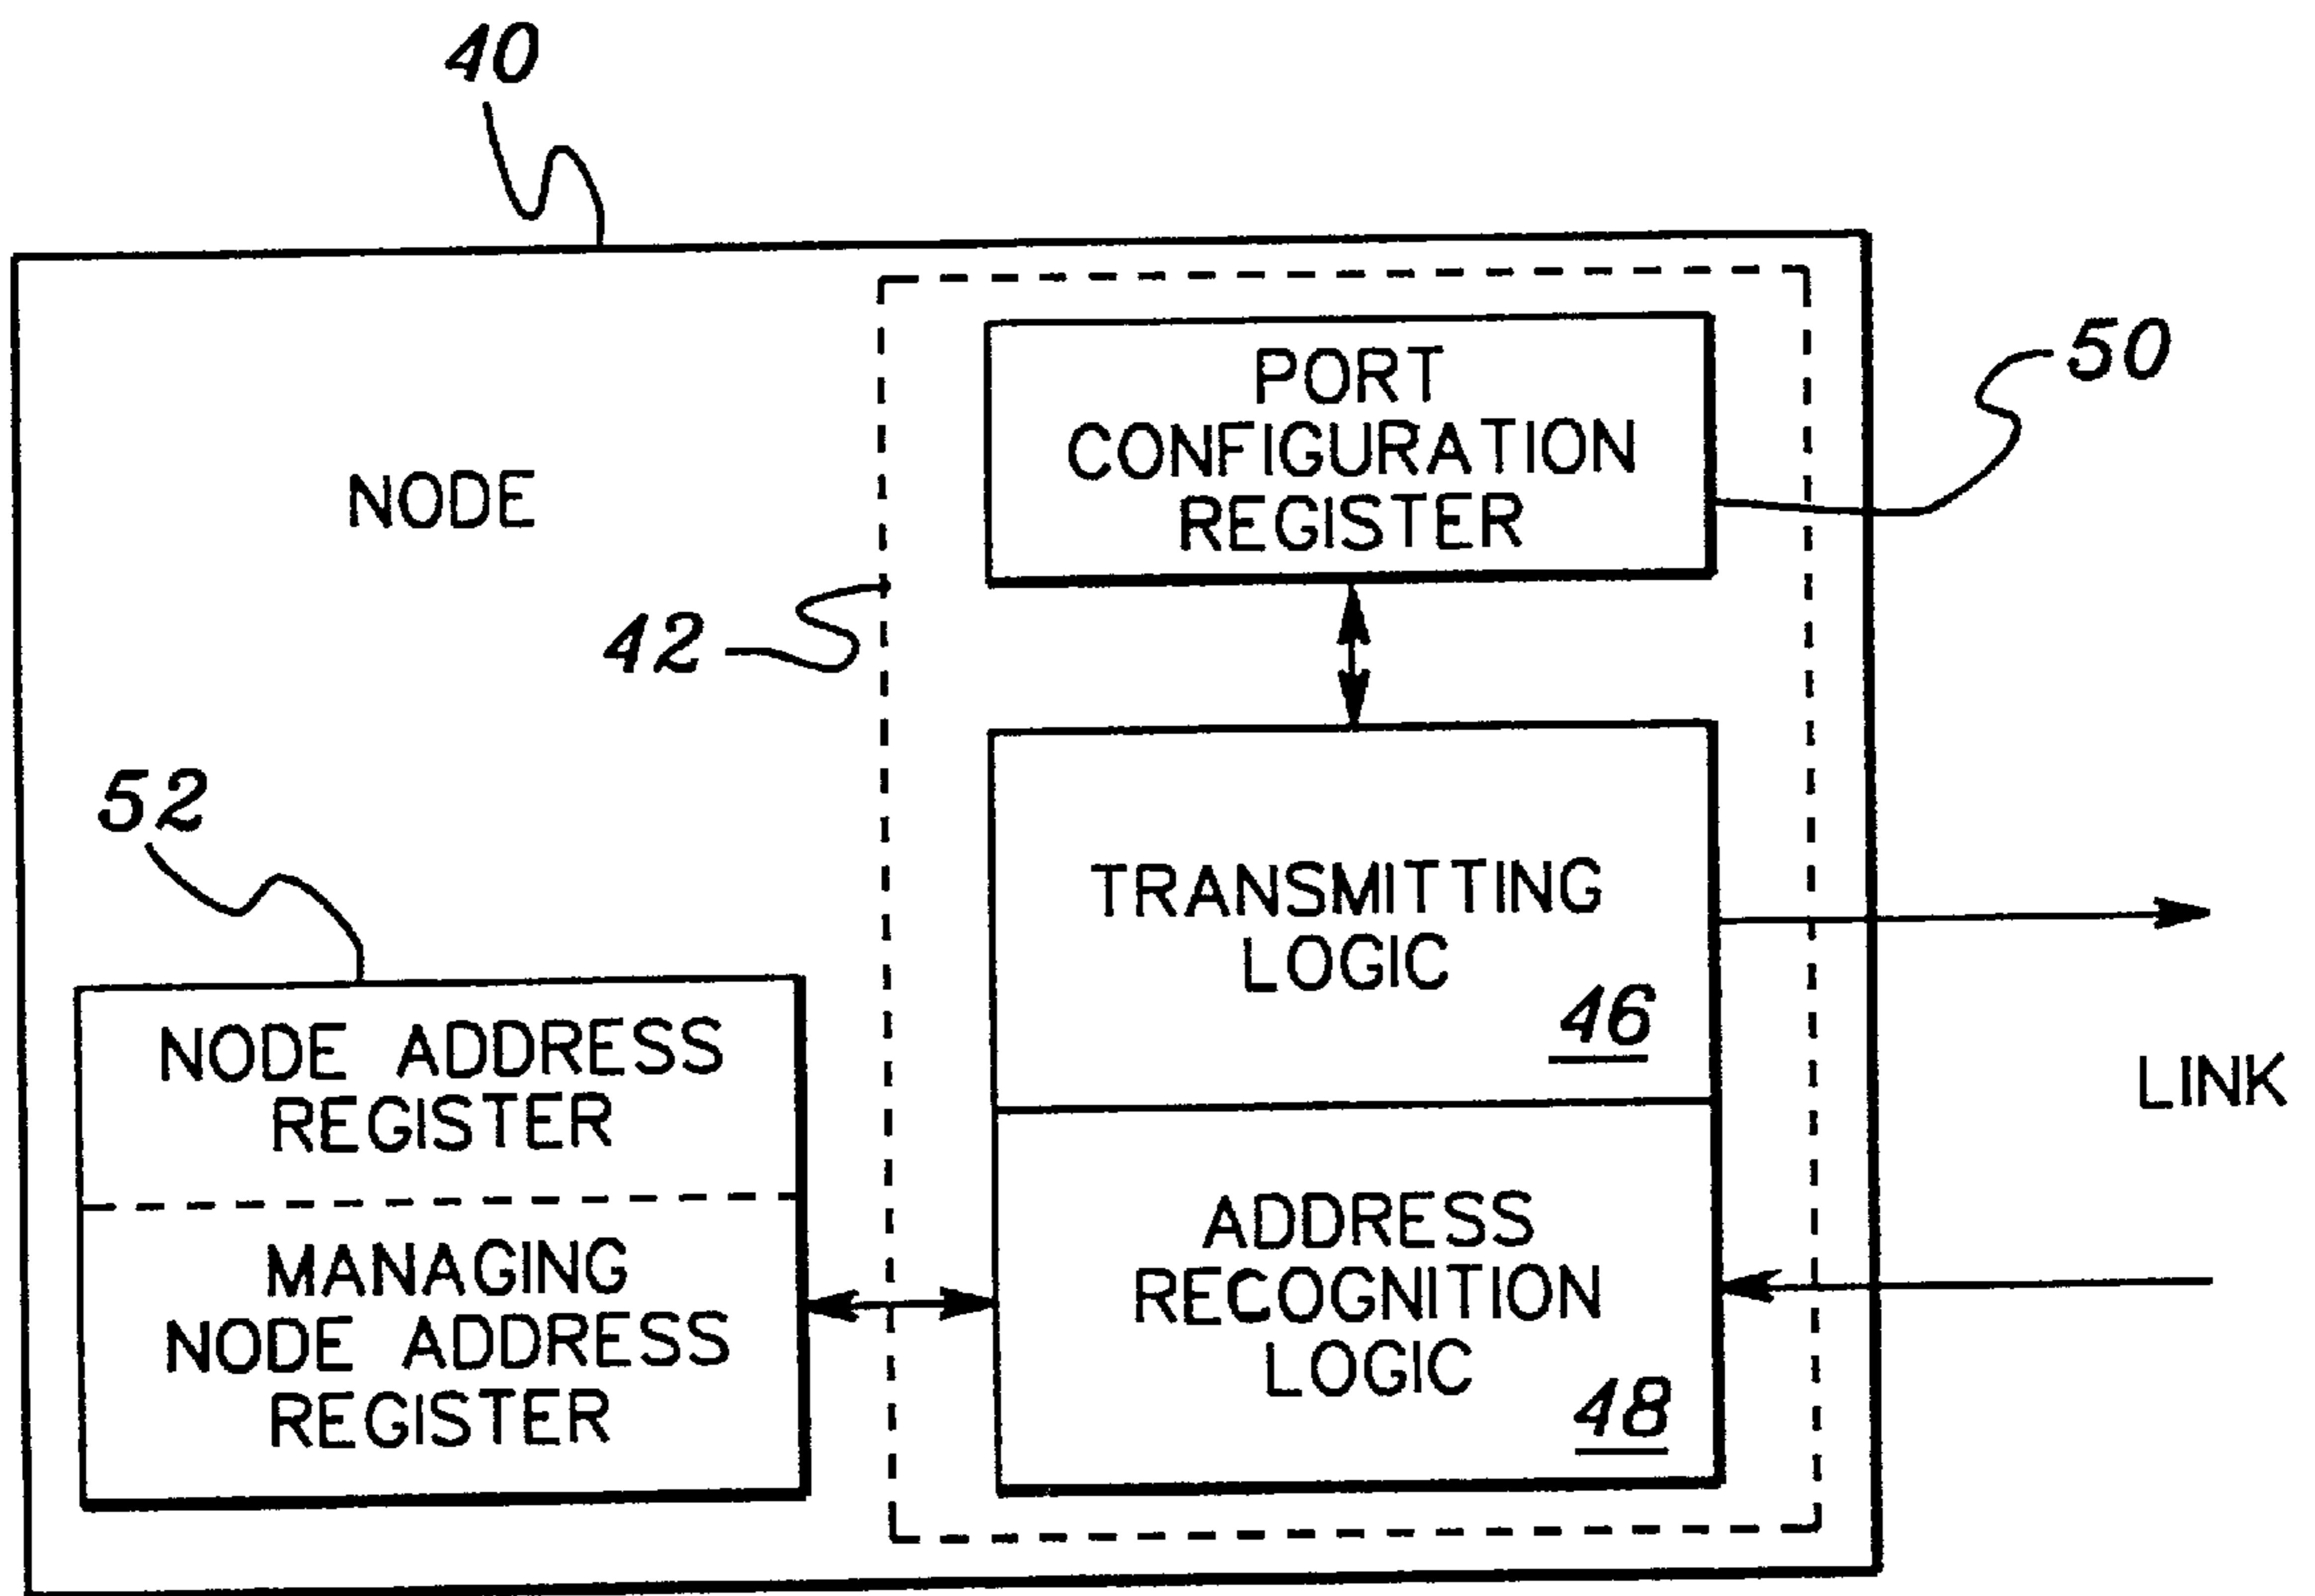 40
PORT
CONFIGURATION
REGISTER
50
NODE
42
52
TRANSMITTING
LOGIC
46
NODE ADDRESS
REGISTER
LINK
ADDRESS
RECOGNITION
LOGIC
48
MANAGING
NODE ADDRESS
REGISTER